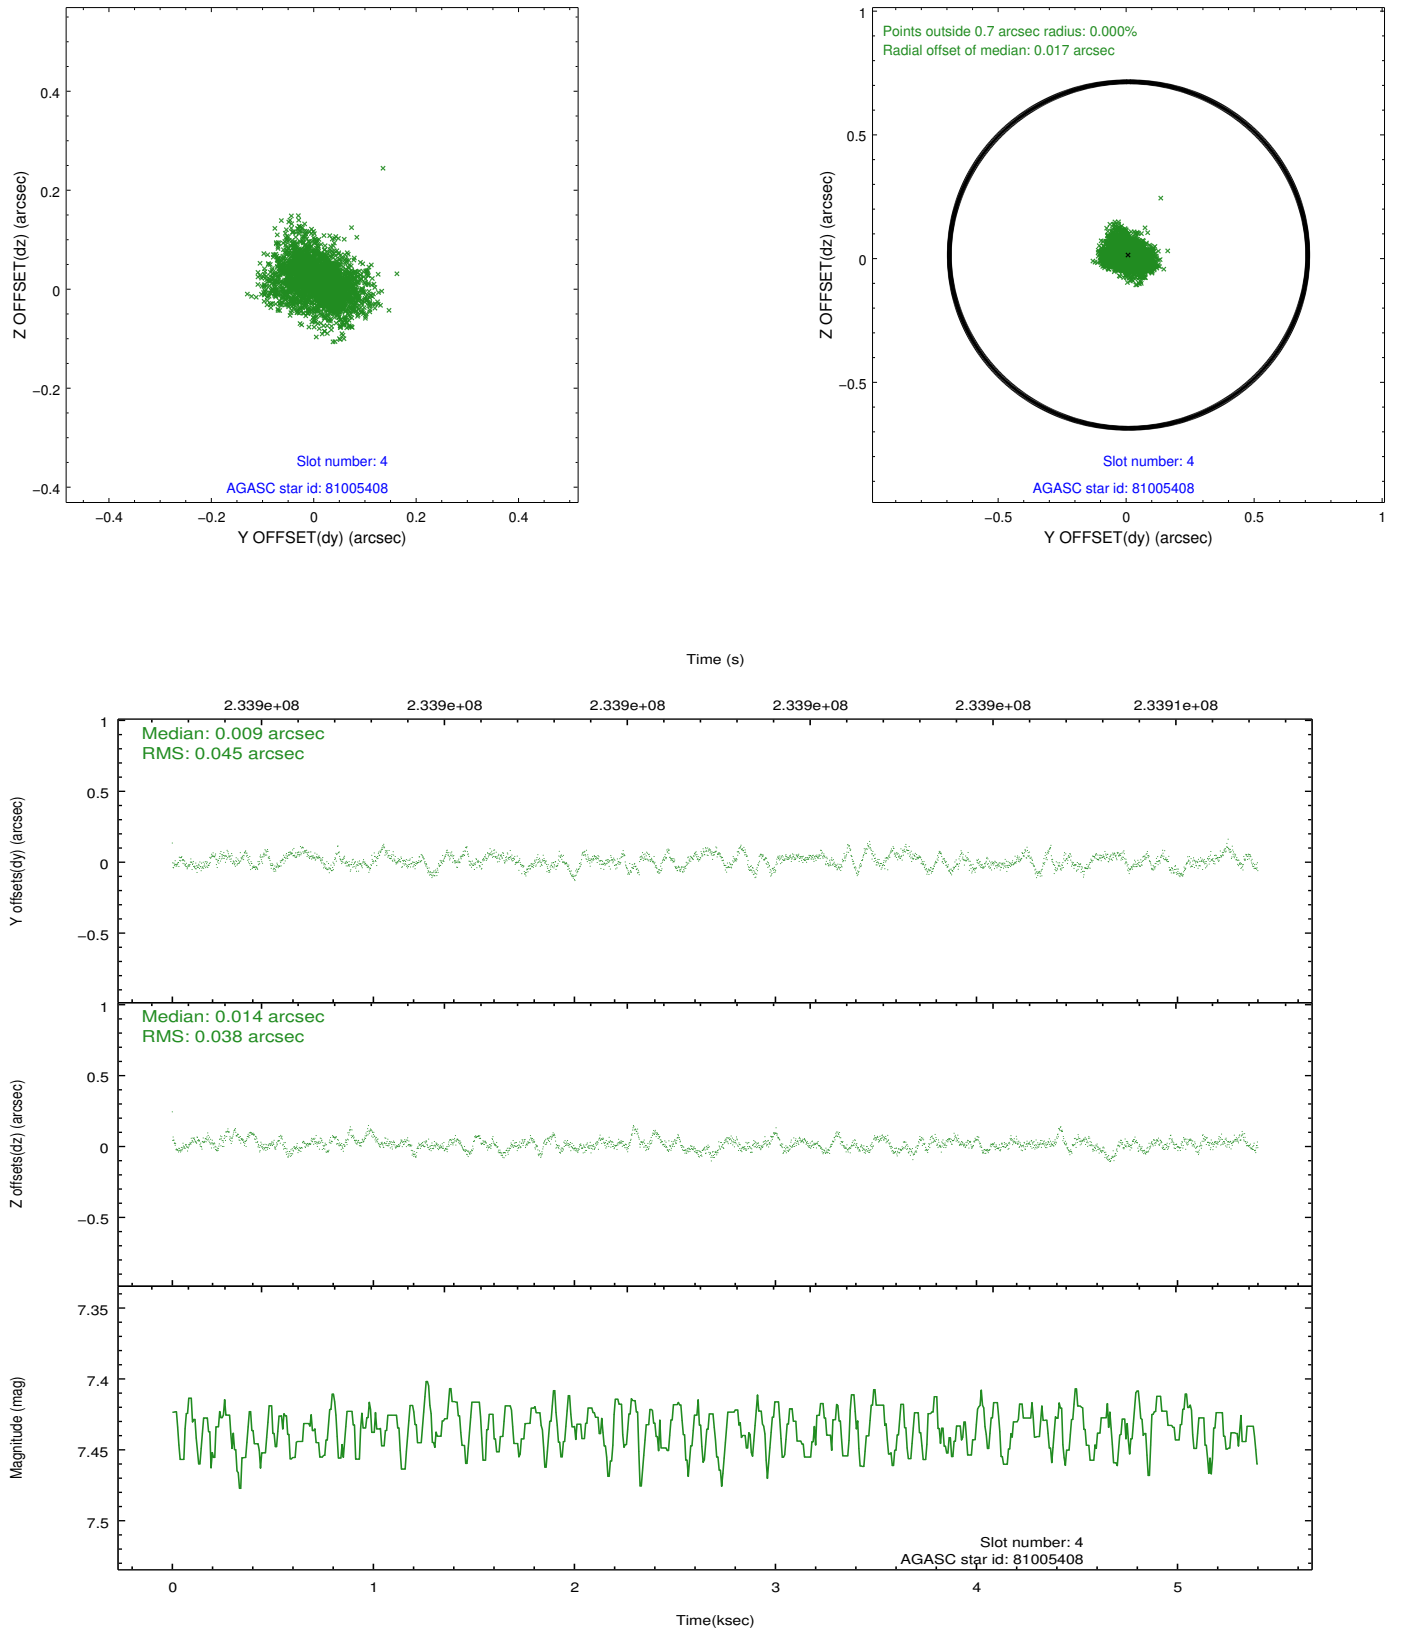 0.4
0.2
0
−0.2
−0.4
Z OFFSET(dz) (arcsec)
Slot number: 4
AGASC star id: 81005408
−0.4 −0.2 0 0.2 0.4
Y OFFSET(dy) (arcsec)
Points outside 0.7 arcsec radius: 0.000%
Radial offset of median: 0.017 arcsec
1
0.5
0
−0.5
Z OFFSET(dz) (arcsec)
Slot number: 4
AGASC star id: 81005408
−0.5 0 0.5 1
Y OFFSET(dy) (arcsec)
Time (s)
2.339e+08 2.339e+08 2.339e+08 2.339e+08 2.339e+08 2.3391e+08
Median: 0.009 arcsec
RMS: 0.045 arcsec
1
0.5
0
−0.5
Y offsets(dy) (arcsec)
Median: 0.014 arcsec
RMS: 0.038 arcsec
1
0.5
0
−0.5
Z offsets(dz) (arcsec)
7.35
7.4
7.45
7.5
Magnitude (mag)
Slot number: 4
AGASC star id: 81005408
0 1 2 3 4 5
Time(ksec)